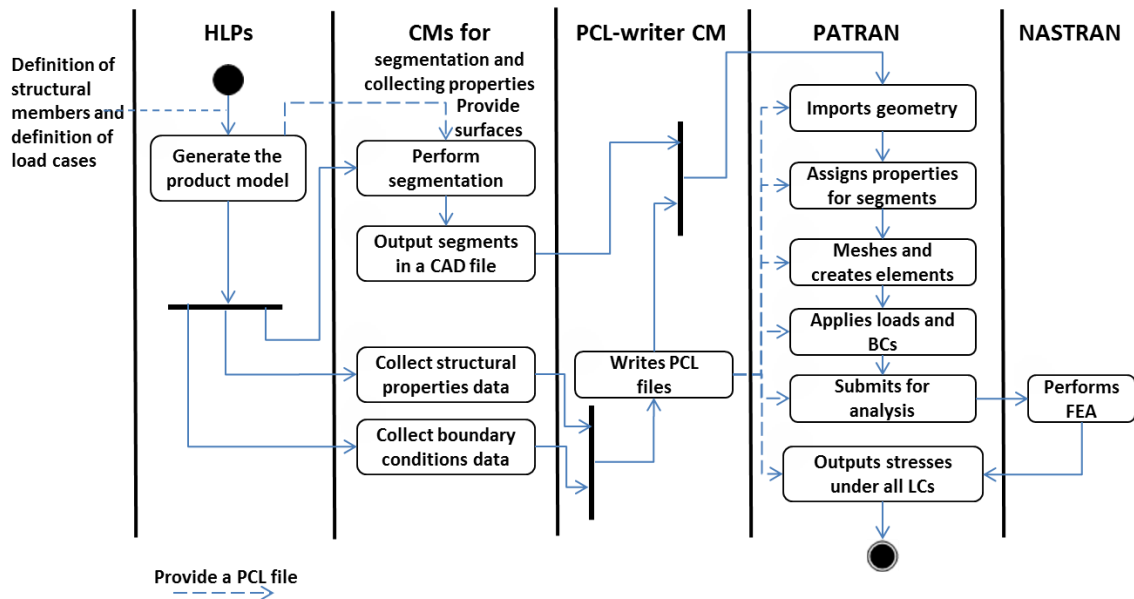 HLPs
CMs for
segmentation and
collecting properties
PCL-writer CM
PATRAN
NASTRAN
Definition of
structural
members and
definition of
load cases
Provide
surfaces
Generate the
product model
Perform
segmentation
Output segments
in a CAD file
Collect structural
properties data
Collect boundary
conditions data
Writes PCL
files
Imports geometry
Assigns properties
for segments
Meshes and
creates elements
Applies loads and
BCs
Submits for
analysis
Performs
FEA
Outputs stresses
under all LCs
Provide a PCL file